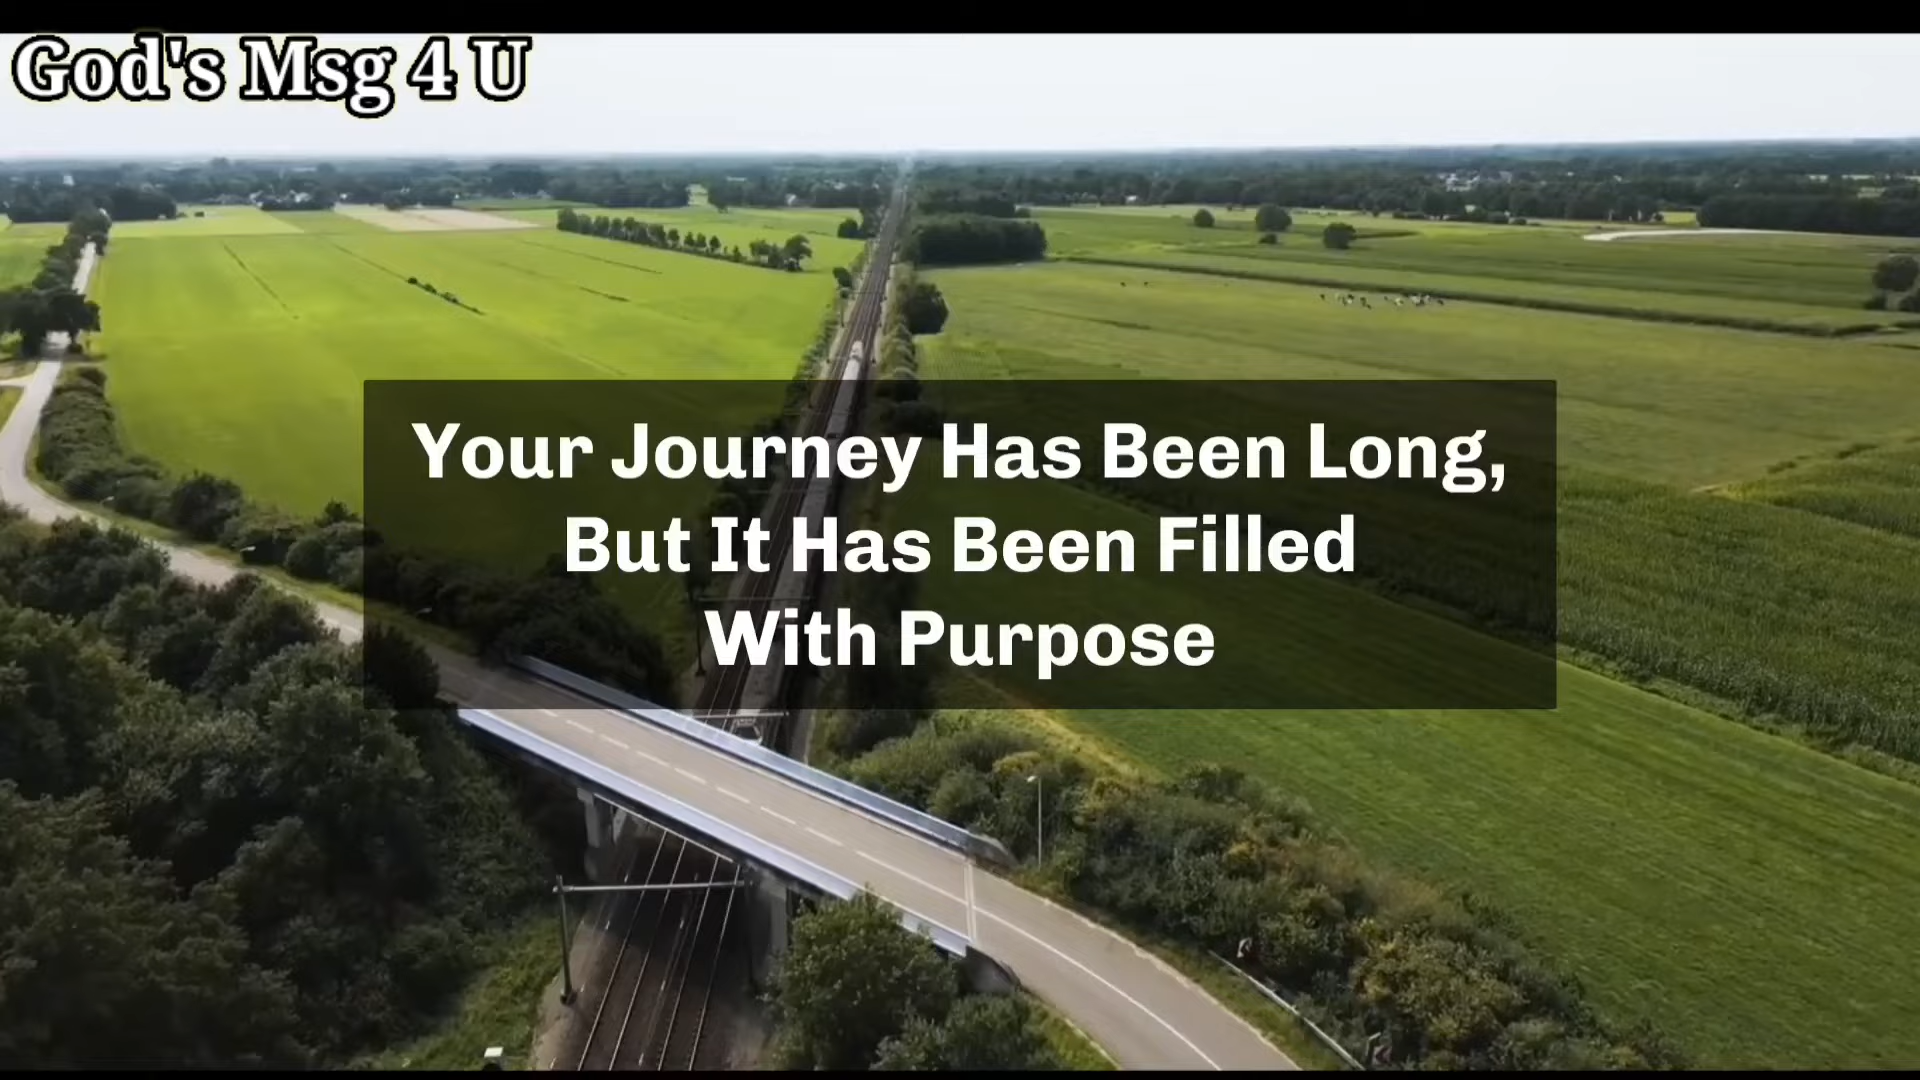 God's Msg 4 U
Your Journey Has Been Long,
But It Has Been Filled
With Purpose